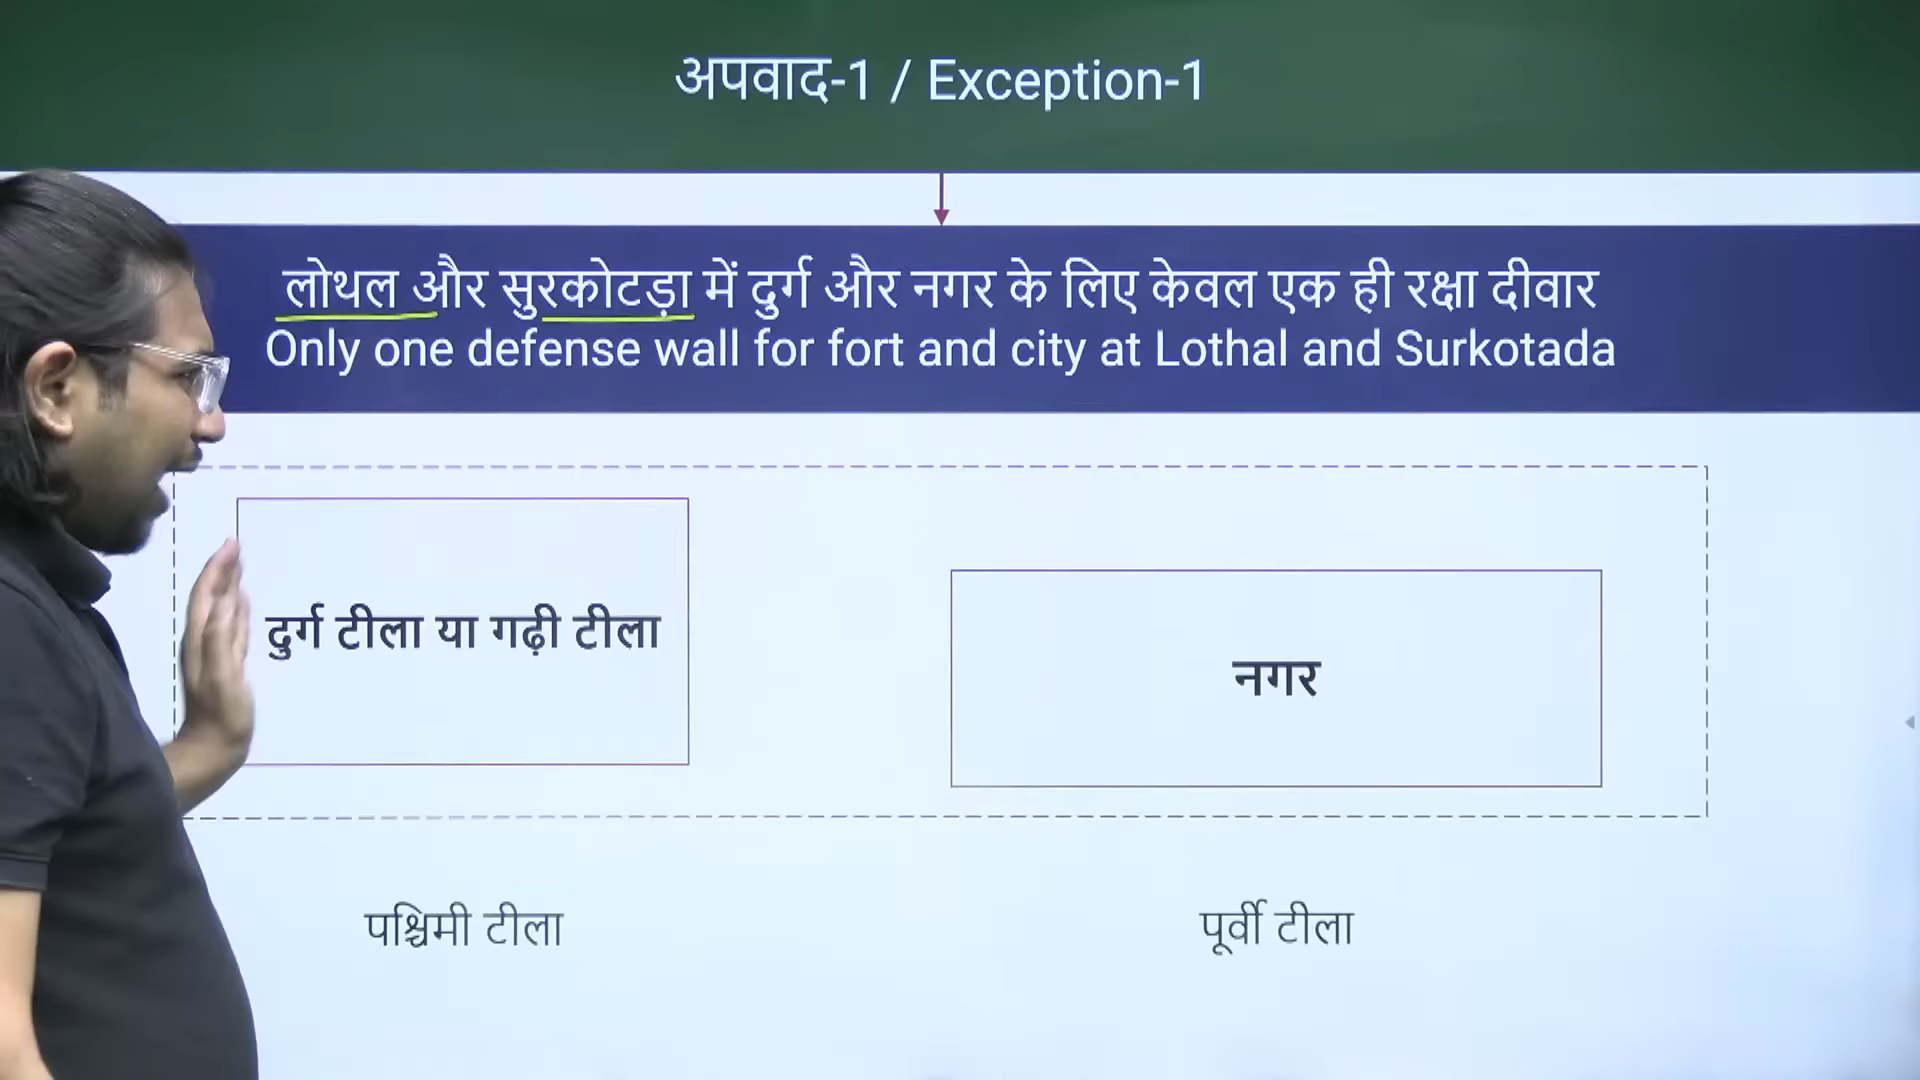 अपवाद-1 / Exception-1
लोथल और सुरकोटड़ा में दुर्ग और नगर के लिए केवल एक ही रक्षा दीवार
Only one defense wall for fort and city at Lothal and Surkotada
दुर्ग टीला या गढ़ी टीला
नगर
पश्चिमी टीला
पूर्वी टीला